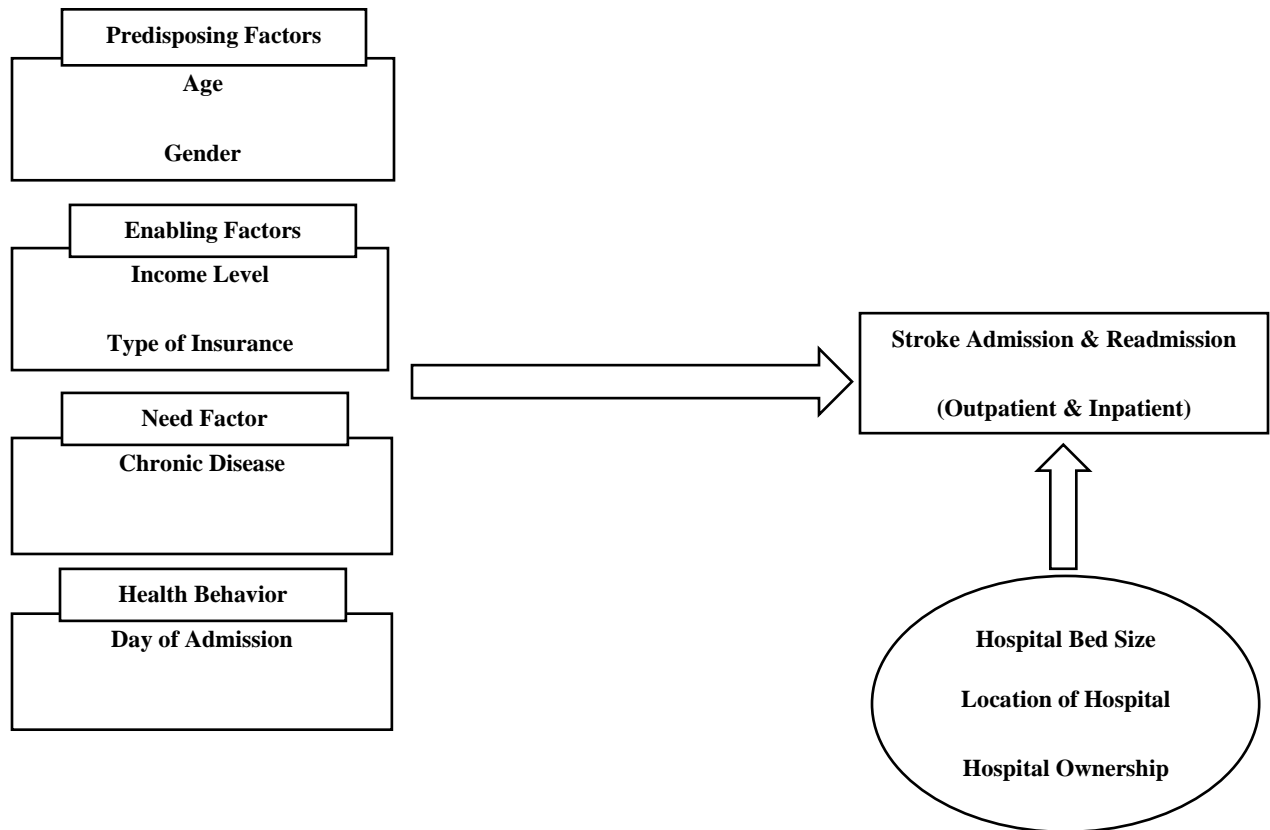 Predisposing Factors
Age
Gender
Enabling Factors
Income Level
Type of Insurance
Need Factor
Chronic Disease
Health Behavior
Day of Admission
Stroke Admission & Readmission
(Outpatient & Inpatient)
Hospital Bed Size
Location of Hospital
Hospital Ownership